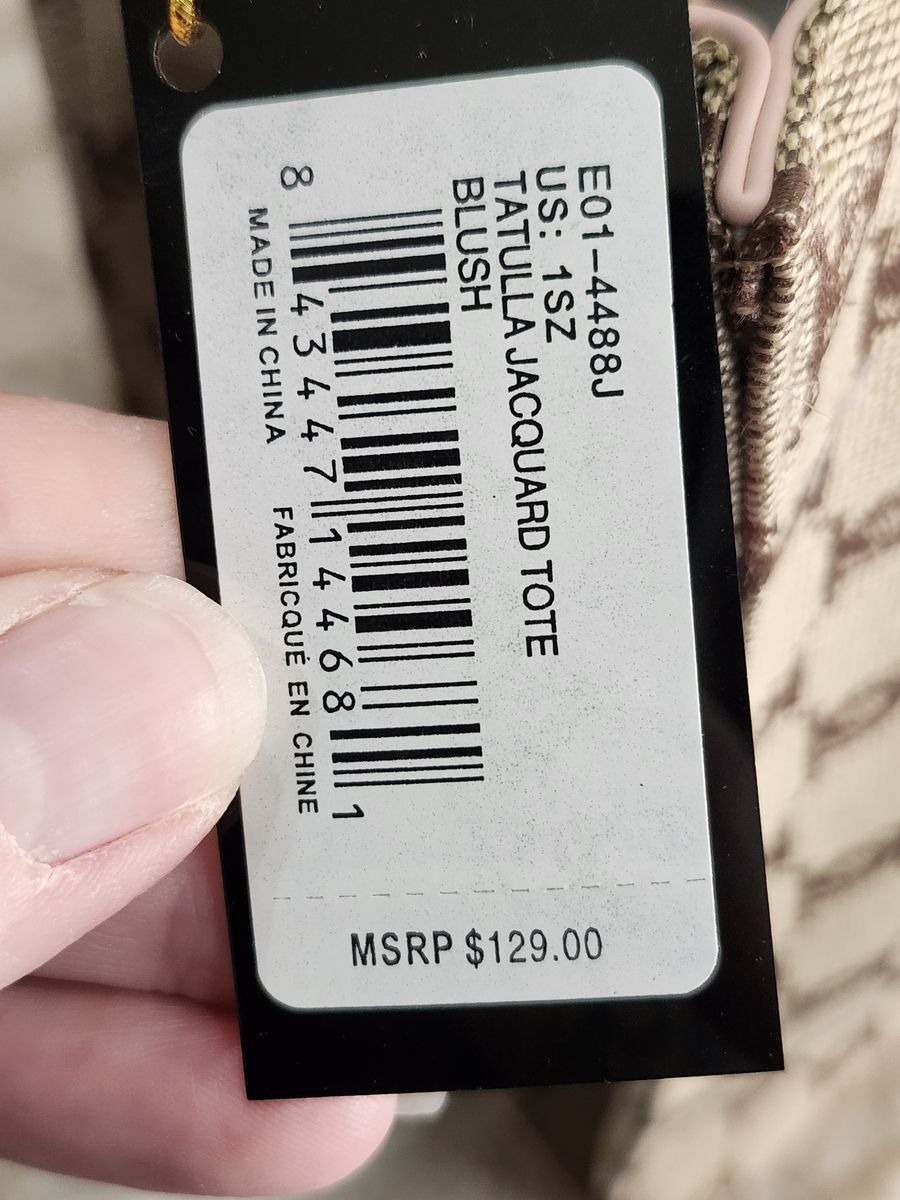 E01-4488J
US: 1SZ
TATULLA JACQUARD TOTE
BLUSH
8 43447 14468 1
MADE IN CHINA FABRICQUÉ EN CHINE
MSRP $129.00